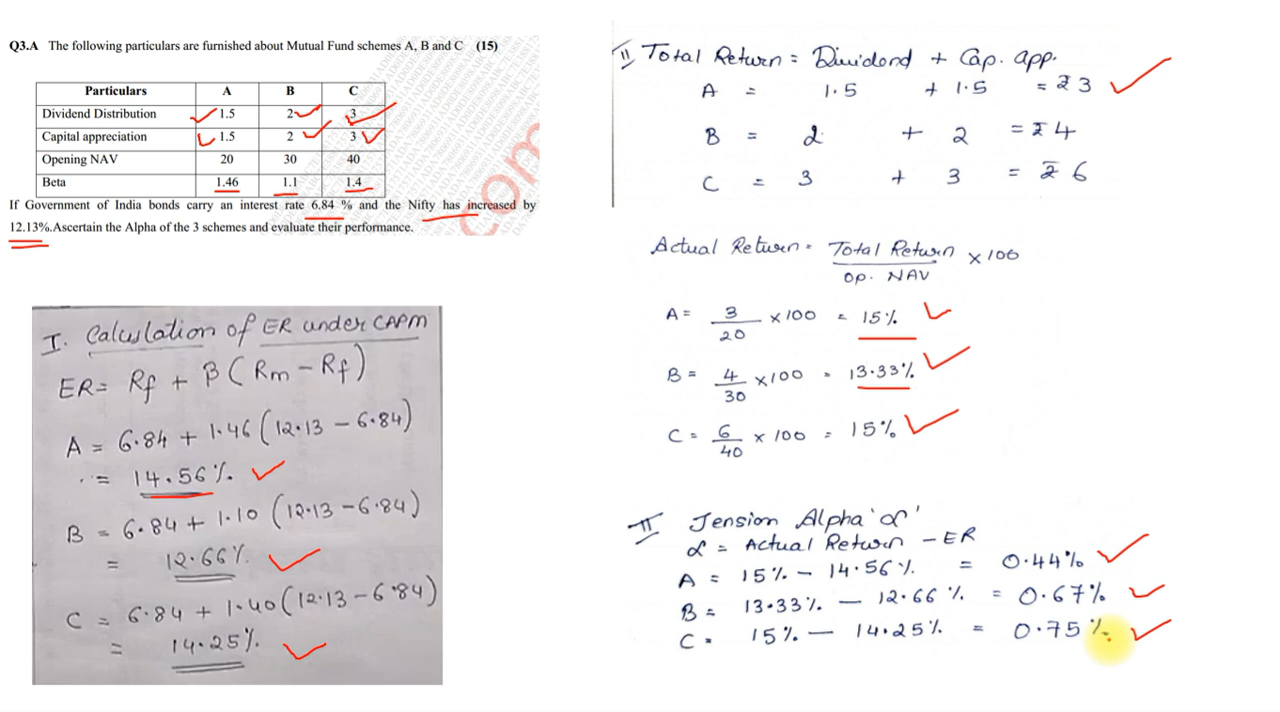 Q3.A The following particulars are furnished about Mutual Fund schemes A, B and C (15)
Particulars A B C
Dividend Distribution 1.5 2 3
Capital appreciation 1.5 2 3
Opening NAV 20 30 40
Beta 1.46 1.1 1.4
If Government of India bonds carry an interest rate 6.84 % and the Nifty has increased by
12.13%.Ascertain the Alpha of the 3 schemes and evaluate their performance.
com
I. Calculation of ER under CAPM
ER = Rf + β (Rm - Rf)
A = 6.84 + 1.46 (12.13 - 6.84)
= 14.56%.
B = 6.84 + 1.10 (12.13 - 6.84)
= 12.66%.
C = 6.84 + 1.40 (12.13 - 6.84)
= 14.25%.
II Total Return = Dividend + Cap. app.
A = 1.5 + 1.5 = ₹3
B = 2 + 2 = ₹4
C = 3 + 3 = ₹6
Actual Return = Total Return × 100
OP. NAV
A = 3 × 100 = 15%
20
B = 4 × 100 = 13.33%
30
C = 6 × 100 = 15%
40
III Jension Alpha 'α'
α = Actual Return - ER
A = 15% - 14.56% = 0.44%
B = 13.33% - 12.66% = 0.67%
C = 15% - 14.25% = 0.75%